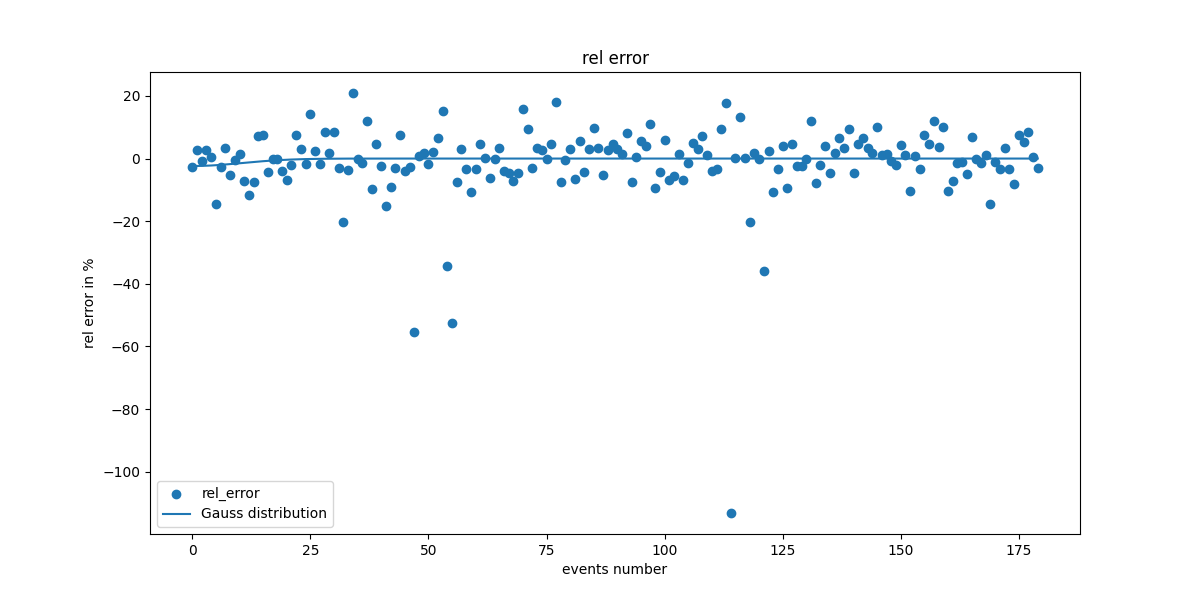 rel error
20
0
−20
−40
−60
−80
−100
rel error in %
rel_error
Gauss distribution
0 25 50 75 100 125 150 175
events number